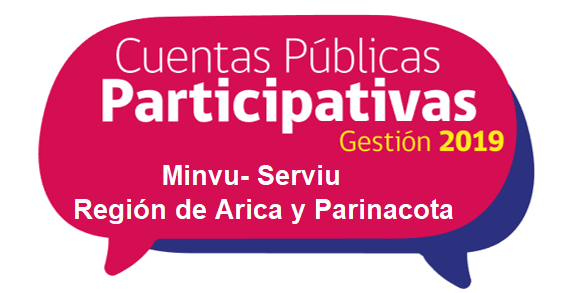 Cuentas Públicas
Participativas
Gestión 2019
Minvu- Serviu
Región de Arica y Parinacota